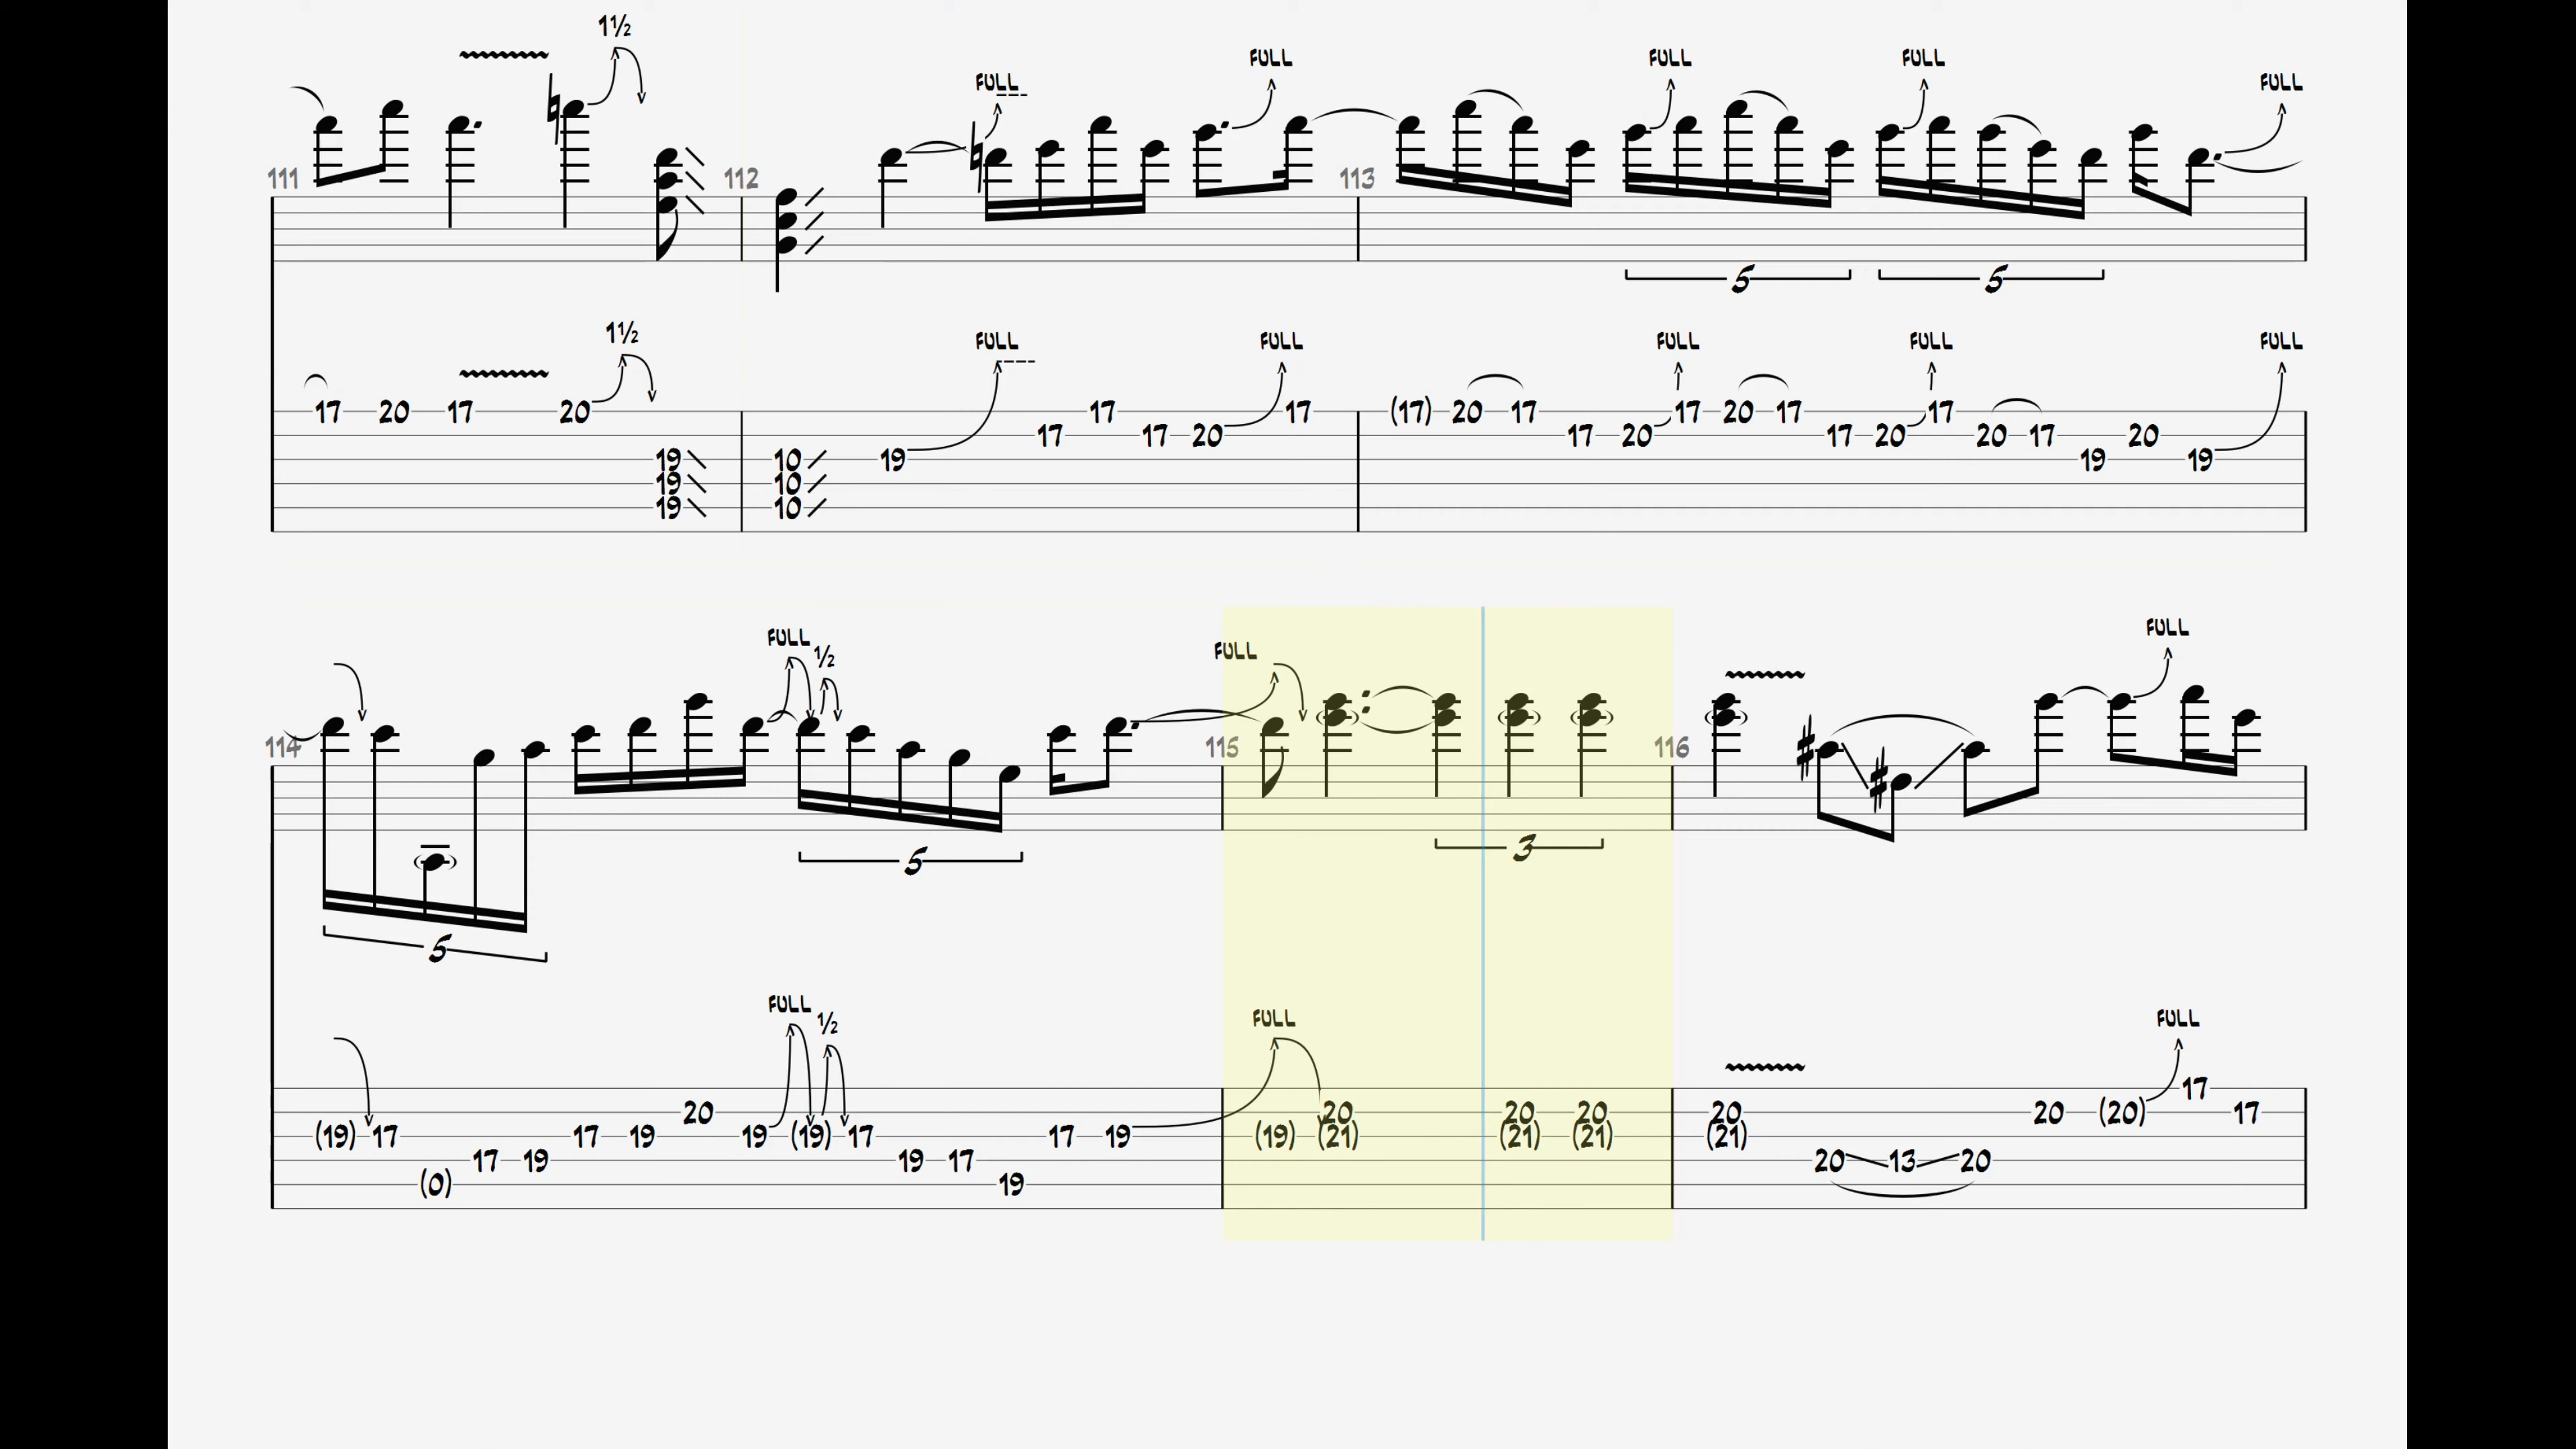 1½
FULL FULL FULL FULL FULL
111 112 113
5 5
1½ FULL FULL FULL FULL FULL
17 20 17 20 17 (17) 20 17 17 20 17 17
17 17 20 17 20 17 20 20 17 20
19 10 19 19 19
19 10
19 10
FULL ½ FULL FULL
114 115 116
5 5 3
FULL ½ FULL FULL
17
20 20 20 20 20 20 (20) 17
(19) 17 17 19 19 (19) 17 17 19 (19) (21) (21) (21) (21)
17 19 19 17 20 13 20
(0) 19